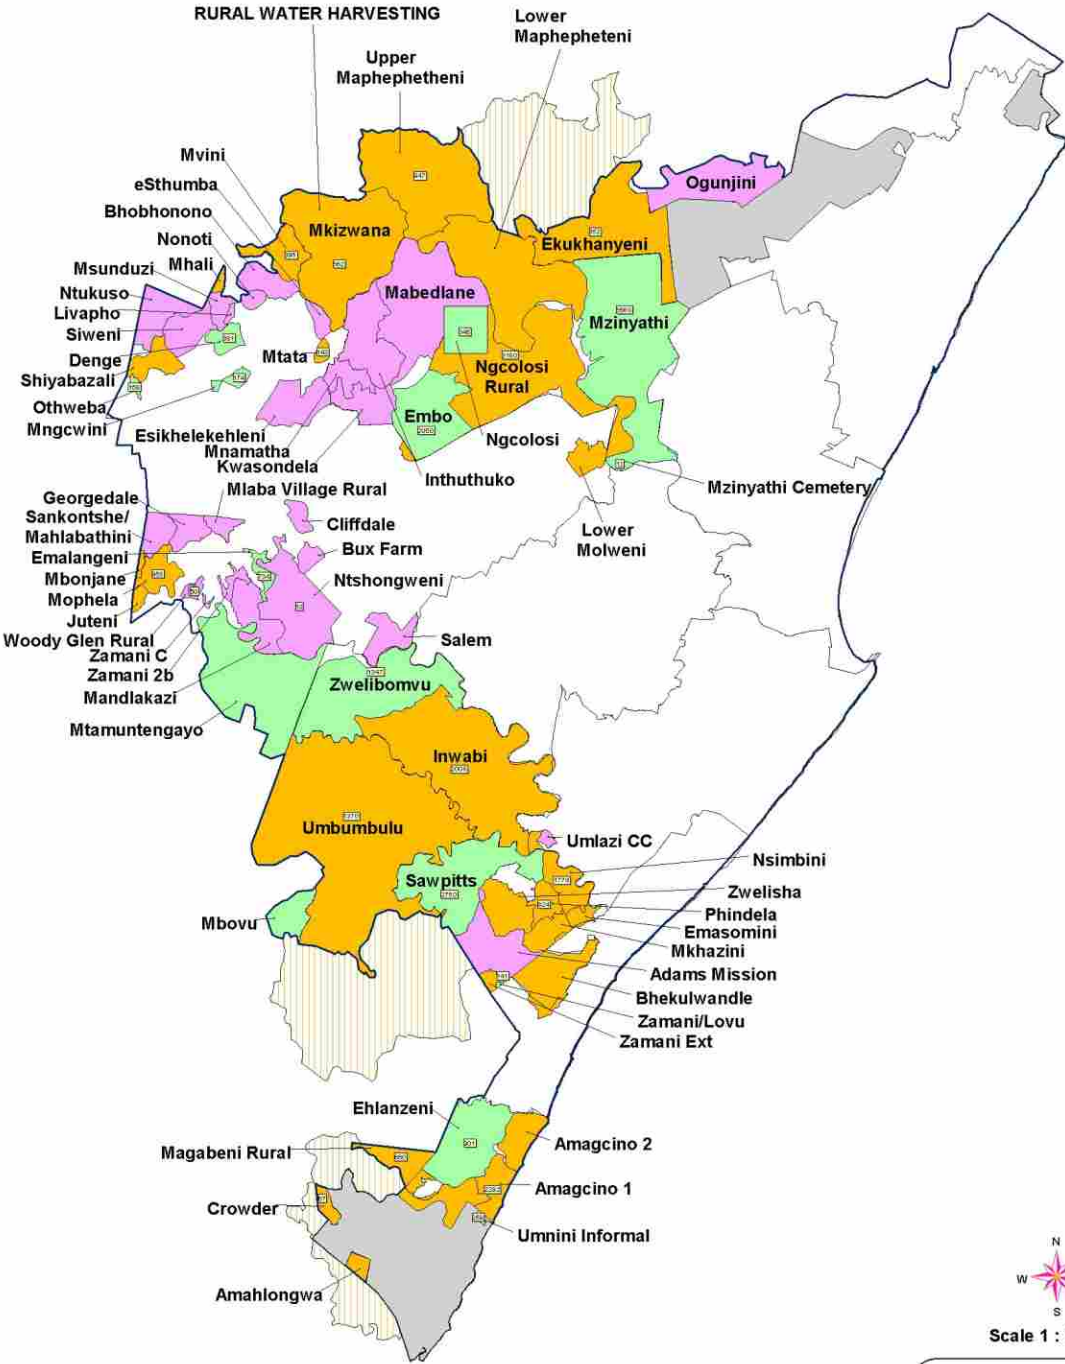 RURAL WATER HARVESTING
Lower
Maphepheteni
Upper
Maphephetheni
Mvini
eSthumba
Bhobhonono
Nonoti
Mhali
Msunduzi
Ntukuso
Livapho
Siweni
Denge
Shiyabazali
Othweba
Mngcwini
Mkizwana
Ogunjini
Ekukhanyeni
Mabedlane
Mzinyathi
Mtata
Ngcolosi
Rural
Embo
Esikhelekehleni
Mnamatha
Kwasondela
Ngcolosi
Inthuthuko
Mzinyathi Cemetery
Mlaba Village Rural
Georgedale
Sankontshe/
Mahlabathini
Emalangeni
Mbonjane
Mophela
Juteni
Woody Glen Rural
Zamani C
Zamani 2b
Mandlakazi
Mtamuntengayo
Cliffdale
Bux Farm
Ntshongweni
Lower
Molweni
Salem
Zwelibomvu
Inwabi
Umbumbulu
Umlazi CC
Nsimbini
Sawpitts
Zwelisha
Phindela
Emasomini
Mkhazini
Mbovu
Adams Mission
Bhekulwandle
Zamani/Lovu
Zamani Ext
Ehlanzeni
Magabeni Rural
Amagcino 2
Amagcino 1
Crowder
Umnini Informal
Amahlongwa
N
W
S
Scale 1 :